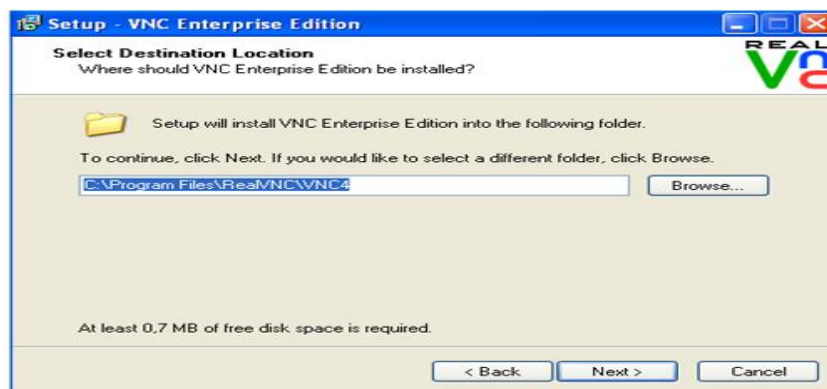 Setup - VNC Enterprise Edition
Select Destination Location
Where should VNC Enterprise Edition be installed?
REAL
VNC
Setup will install VNC Enterprise Edition into the following folder.
To continue, click Next. If you would like to select a different folder, click Browse.
C:\Program Files\RealVNC\VNC4
Browse...
At least 0,7 MB of free disk space is required.
< Back
Next >
Cancel